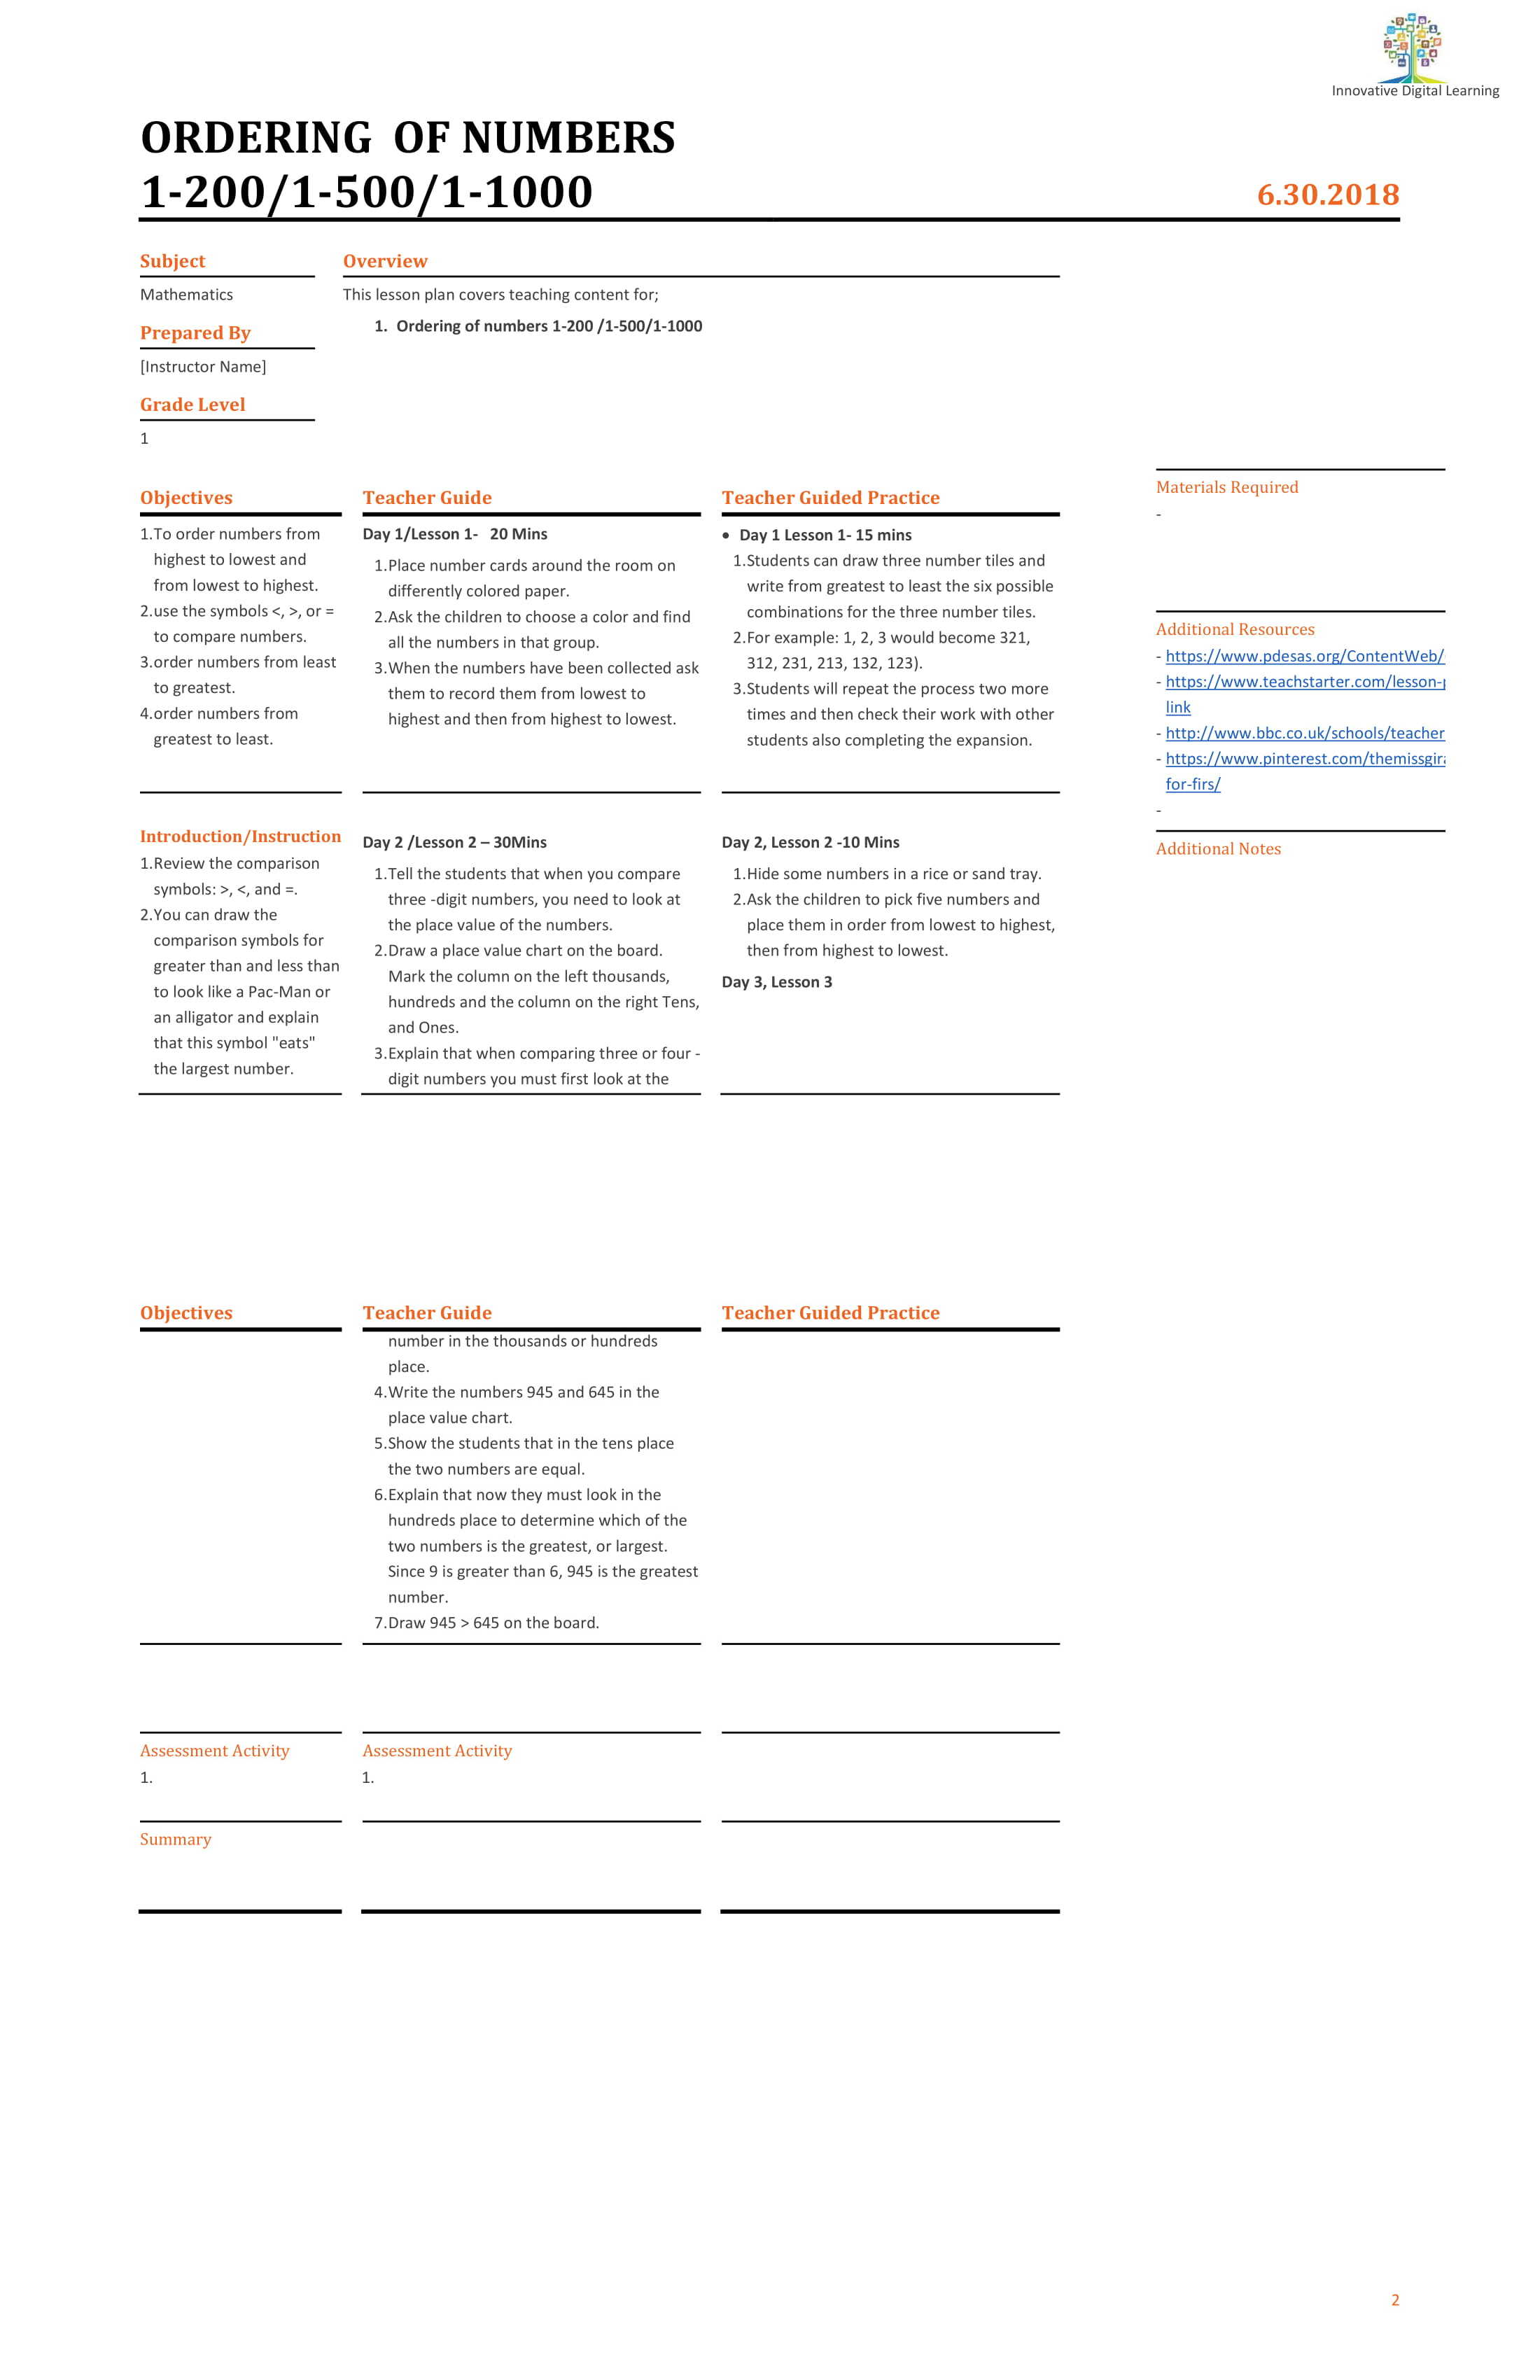 Innovative Digital Learning
ORDERING OF NUMBERS
1-200/1-500/1-1000
6.30.2018
Subject
Mathematics
Prepared By
[Instructor Name]
Grade Level
1
Overview
This lesson plan covers teaching content for;
1. Ordering of numbers 1-200 /1-500/1-1000
Objectives
1.To order numbers from
highest to lowest and
from lowest to highest.
2.use the symbols <, >, or =
to compare numbers.
3.order numbers from least
to greatest.
4.order numbers from
greatest to least.
Teacher Guide
Day 1/Lesson 1- 20 Mins
1.Place number cards around the room on
differently colored paper.
2.Ask the children to choose a color and find
all the numbers in that group.
3.When the numbers have been collected ask
them to record them from lowest to
highest and then from highest to lowest.
Teacher Guided Practice
• Day 1 Lesson 1- 15 mins
1.Students can draw three number tiles and
write from greatest to least the six possible
combinations for the three number tiles.
2.For example: 1, 2, 3 would become 321,
312, 231, 213, 132, 123).
3.Students will repeat the process two more
times and then check their work with other
students also completing the expansion.
Materials Required
-
Additional Resources
- https://www.pdesas.org/ContentWeb/
- https://www.teachstarter.com/lesson-p
link
- http://www.bbc.co.uk/schools/teacher
- https://www.pinterest.com/themissgira
for-firs/
-
Additional Notes
Introduction/Instruction
1.Review the comparison
symbols: >, <, and =.
2.You can draw the
comparison symbols for
greater than and less than
to look like a Pac-Man or
an alligator and explain
that this symbol "eats"
the largest number.
Day 2 /Lesson 2 – 30Mins
1.Tell the students that when you compare
three -digit numbers, you need to look at
the place value of the numbers.
2.Draw a place value chart on the board.
Mark the column on the left thousands,
hundreds and the column on the right Tens,
and Ones.
3.Explain that when comparing three or four -
digit numbers you must first look at the
Day 2, Lesson 2 -10 Mins
1.Hide some numbers in a rice or sand tray.
2.Ask the children to pick five numbers and
place them in order from lowest to highest,
then from highest to lowest.
Day 3, Lesson 3
Objectives
Teacher Guide
Teacher Guided Practice
number in the thousands or hundreds
place.
4.Write the numbers 945 and 645 in the
place value chart.
5.Show the students that in the tens place
the two numbers are equal.
6.Explain that now they must look in the
hundreds place to determine which of the
two numbers is the greatest, or largest.
Since 9 is greater than 6, 945 is the greatest
number.
7.Draw 945 > 645 on the board.
Assessment Activity
1.
Assessment Activity
1.
Summary
2